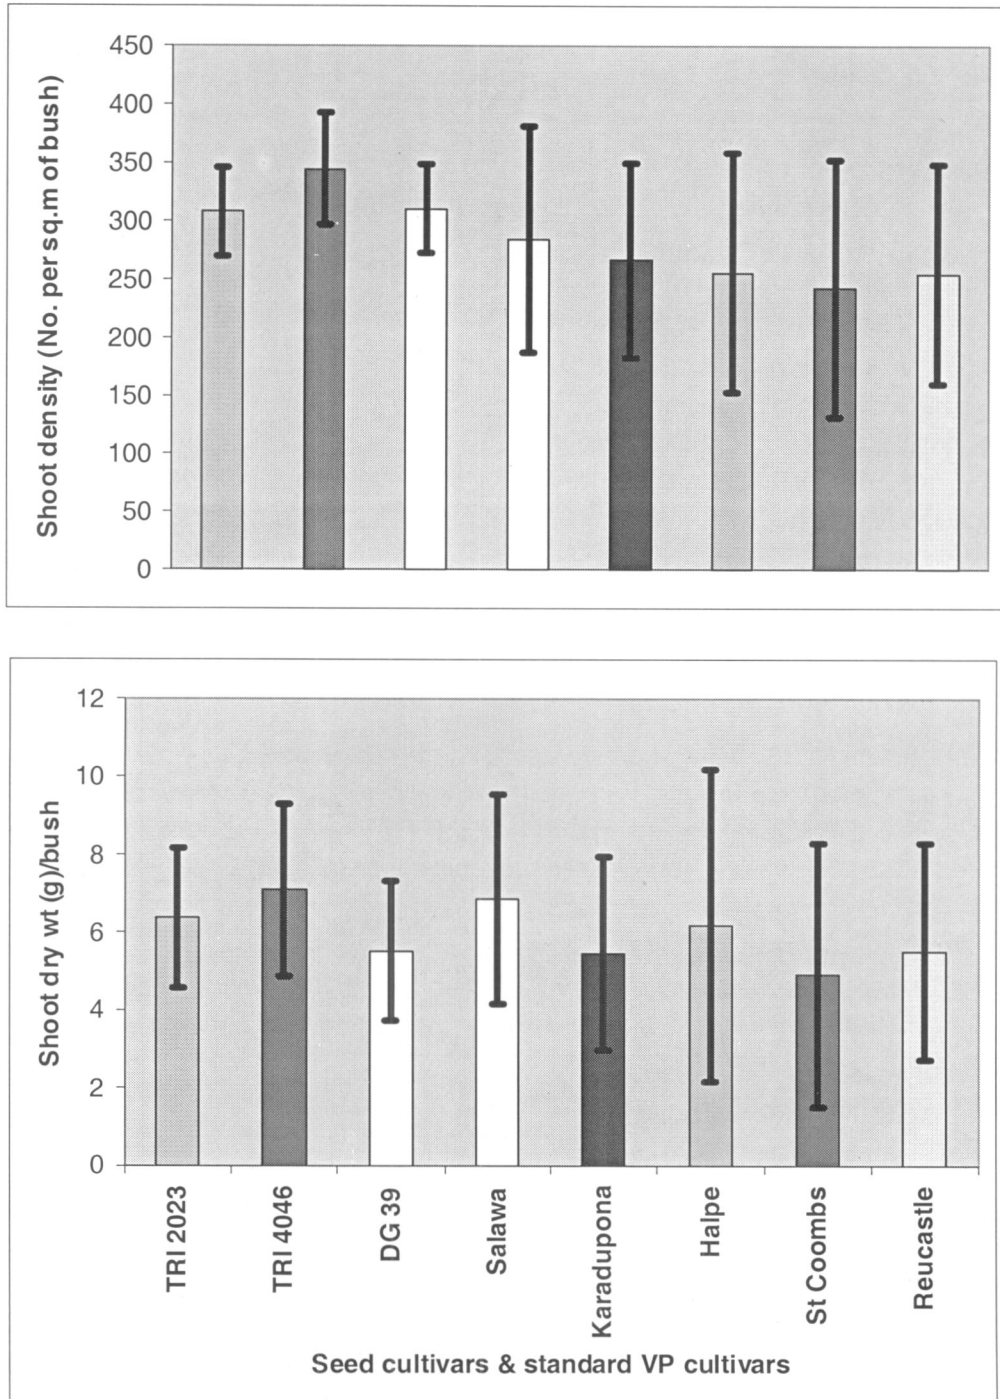 Shoot density (No. per sq.m of bush)
450
400
350
300
250
200
150
100
50
0
Shoot dry wt (g)/bush
12
10
8
6
4
2
0
TRI 2023
TRI 4046
DG 39
Salawa
Karadupona
Halpe
St Coombs
Reucastle
Seed cultivars & standard VP cultivars